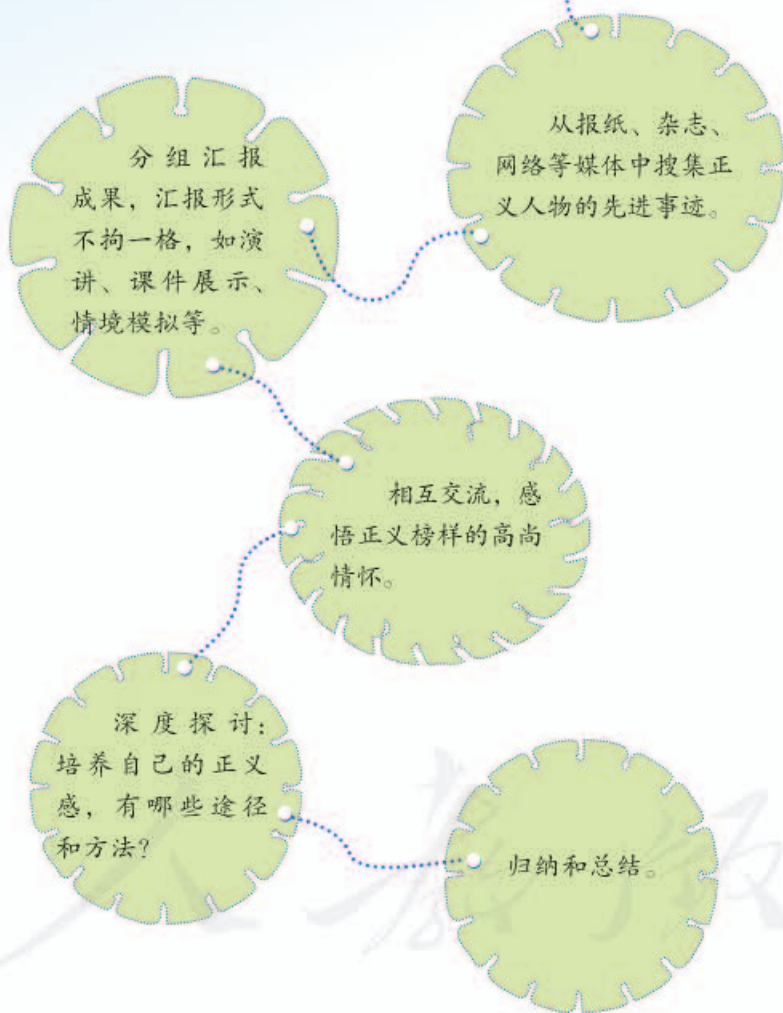 从报纸、杂志、
网络等媒体中搜集正
义人物的先进事迹。
分组汇报
成果，汇报形式
不拘一格，如演
讲、课件展示、
情境模拟等。
相互交流，感
悟正义榜样的高尚
情怀。
深度探讨：
培养自己的正义
感，有哪些途径
和方法？
归纳和总结。